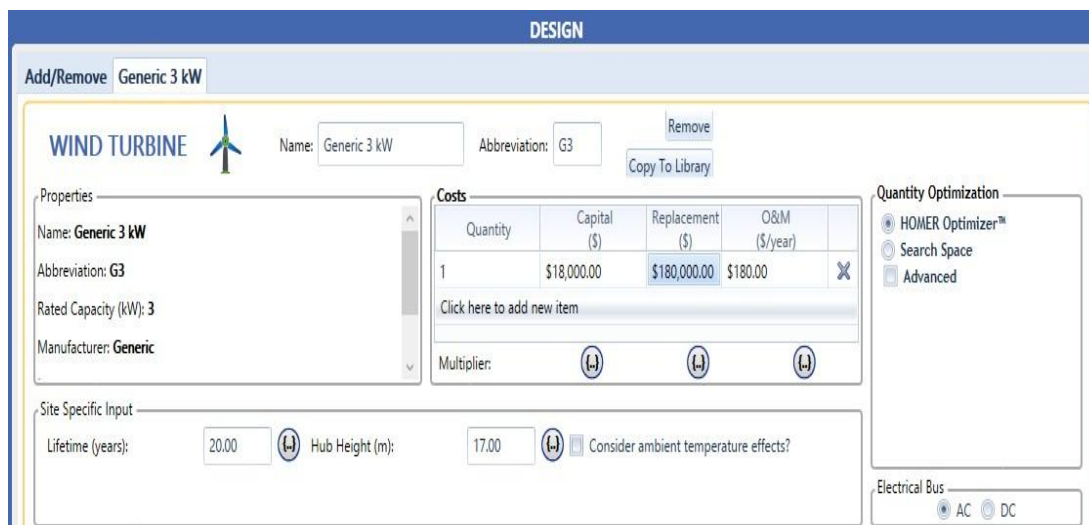 DESIGN
Add/Remove Generic 3 kW
WIND TURBINE Name: Generic 3 kW Abbreviation: G3 Remove
Copy To Library
Properties
Name: Generic 3 kW
Abbreviation: G3
Rated Capacity (kW): 3
Manufacturer: Generic
Costs
Quantity Capital ($) Replacement ($) O&M ($/year)
1 $18,000.00 $180,000.00 $180.00
Click here to add new item
Multiplier: {..} {..} {..}
Quantity Optimization
HOMER Optimizer™
Search Space
Advanced
Site Specific Input
Lifetime (years): 20.00 {..} Hub Height (m): 17.00 {..} Consider ambient temperature effects?
Electrical Bus
AC DC